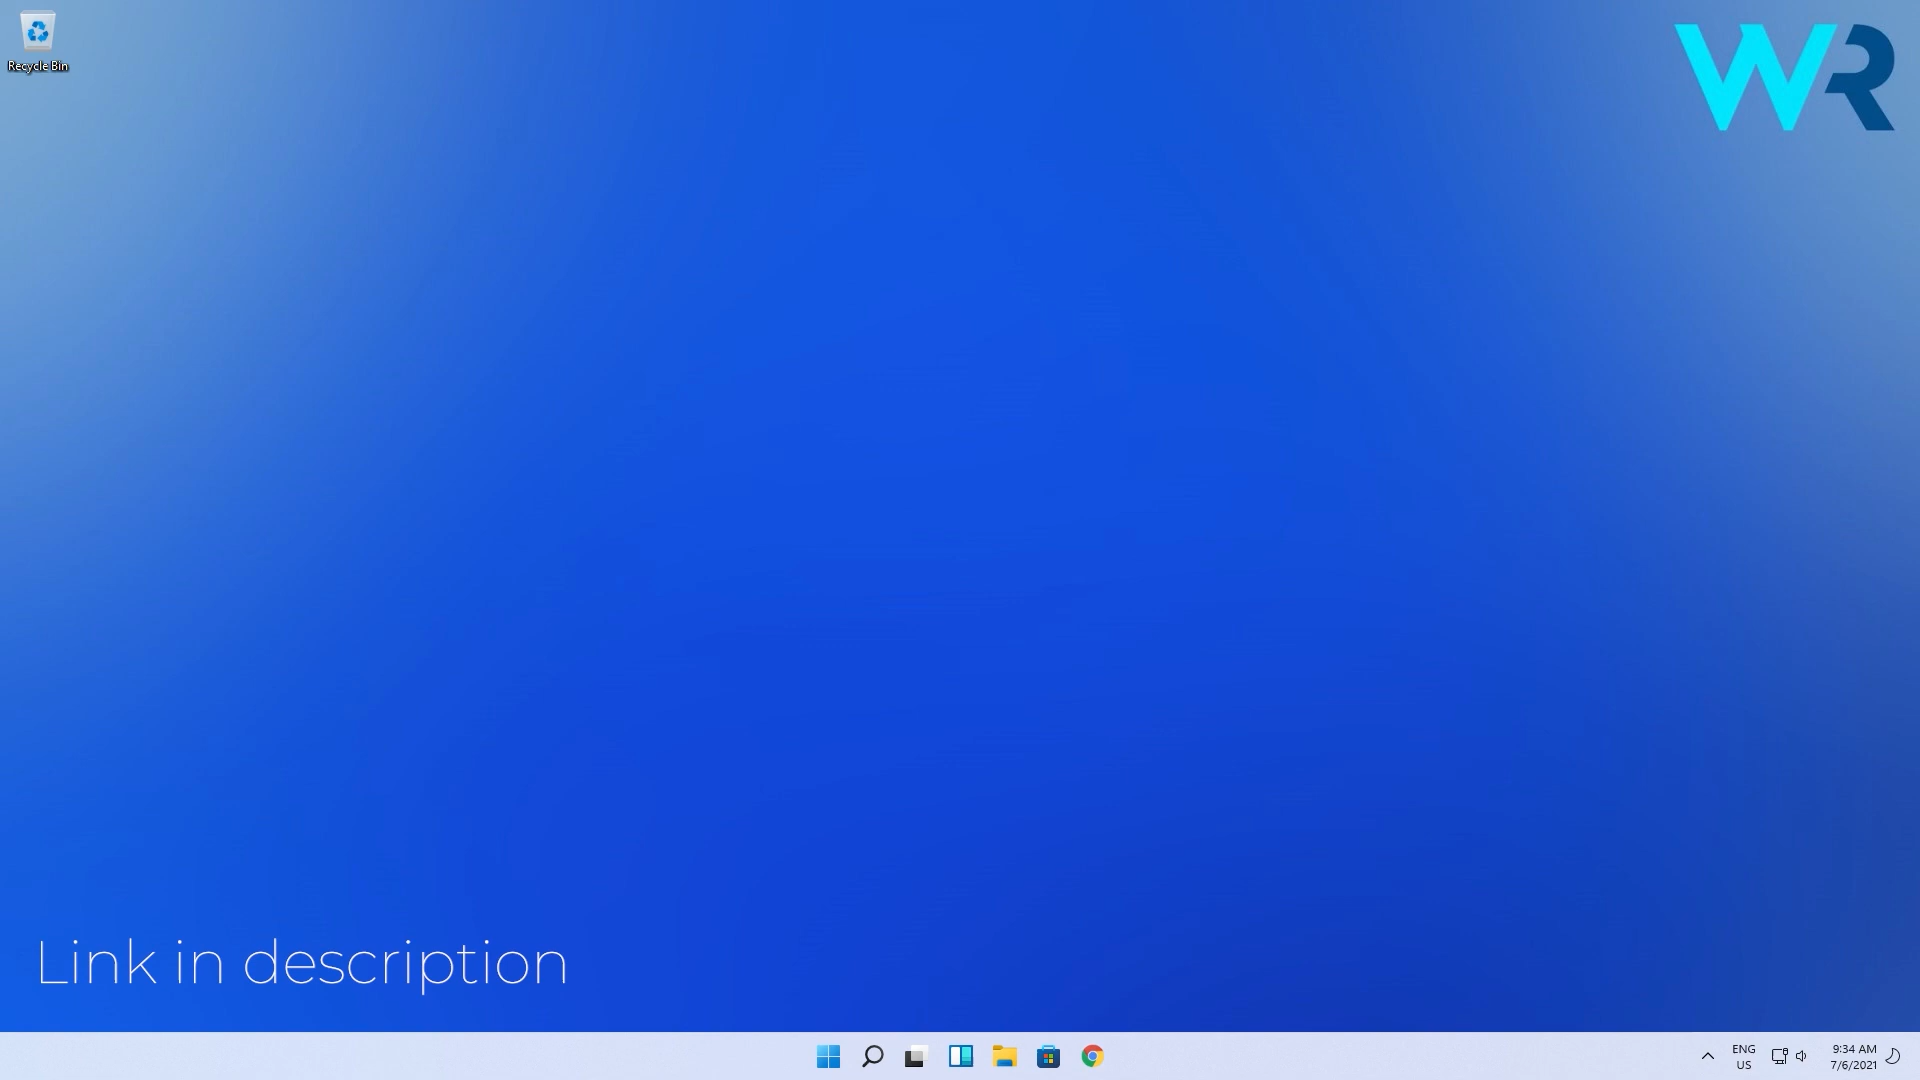 Recycle Bin
WR
Link in description
ENG
US
9:34 AM
7/6/2021